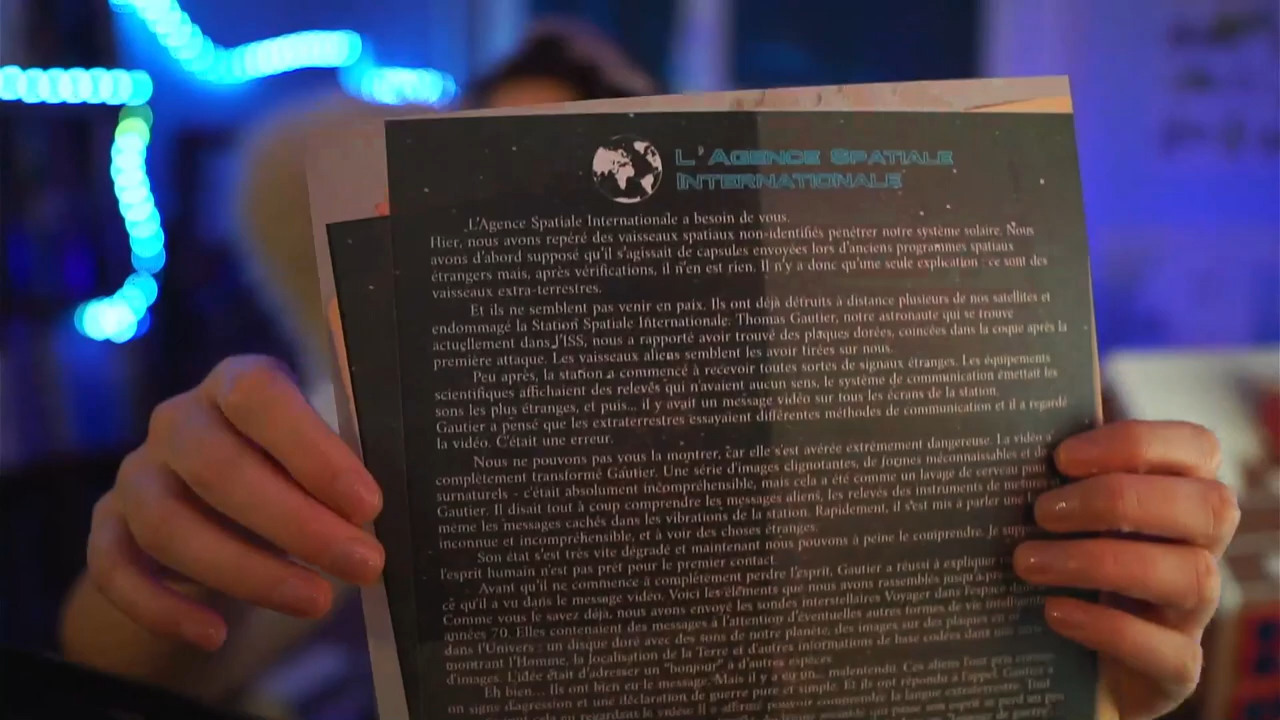 L'Agence Spatiale
Internationale
L'Agence Spatiale Internationale a besoin de vous.
Hier, nous avons repéré des vaisseaux spatiaux non-identifiés pénétrer notre système solaire. Nous
avons d'abord supposé qu'il s'agissait de capsules envoyées lors d'anciens programmes spatiaux
étrangers mais, après vérifications, il n'en est rien. Il n'y a donc qu'une seule explication : ce sont des
vaisseaux extra-terrestres.
Et ils ne semblent pas venir en paix. Ils ont déjà détruits à distance plusieurs de nos satellites et
endommagé la Station Spatiale Internationale. Thomas Gautier, notre astronaute qui se trouve
actuellement dans l'ISS, nous a rapporté avoir trouvé des plaques dorées, coincées dans la coque après la
première attaque. Les vaisseaux aliens semblent les avoir tirées sur nous.
Peu après, la station a commencé à recevoir toutes sortes de signaux étranges. Les équipements
scientifiques affichaient des relevés qui n'avaient aucun sens, le système de communication émettait les
sons les plus étranges, et puis... il y avait un message vidéo sur tous les écrans de la station.
Gautier a pensé que les extraterrestres essayaient différentes méthodes de communication et il a regardé
la vidéo. C'était une erreur.
Nous ne pouvons pas vous la montrer, car elle s'est avérée extrêmement dangereuse. La vidéo a
complètement transformé Gautier. Une série d'images clignotantes, de formes méconnaissables et
surnaturels - c'était absolument incompréhensible, mais cela a été comme un lavage de cerveau pour
Gautier. Il disait tout à coup comprendre les messages aliens, les relevés des instruments de
même les messages cachés dans les vibrations de la station. Rapidement, il s'est mis à parler une
inconnue et incompréhensible, et à voir des choses étranges.
Son état s'est très vite dégradé et maintenant nous pouvons à peine le comprendre. Je
l'esprit humain n'est pas prêt pour le premier contact.
Avant qu'il ne commence à complètement perdre l'esprit, Gautier a réussi à expliquer
ce qu'il a vu dans le message vidéo. Voici les éléments que nous avons rassemblés jusqu'à
Comme vous le savez déjà, nous avons envoyé les sondes interstellaires Voyager dans l'espace
années 70. Elles contenaient des messages à l'attention d'éventuelles autres formes de vie
dans l'Univers : un disque doré avec des sons de notre planète, des images sur des plaques en
montrant l'Homme, la localisation de la Terre et d'autres informations de base codées dans
d'images. L'idée était d'adresser un "bonjour" à d'autres espèces.
Eh bien... Ils ont bien eu le message. Mais il y a eu un... malentendu. Ces aliens l'ont pris comme
un signe d'agression et une déclaration de guerre pure et simple. Et ils ont répondu à l'appel. Gautier a